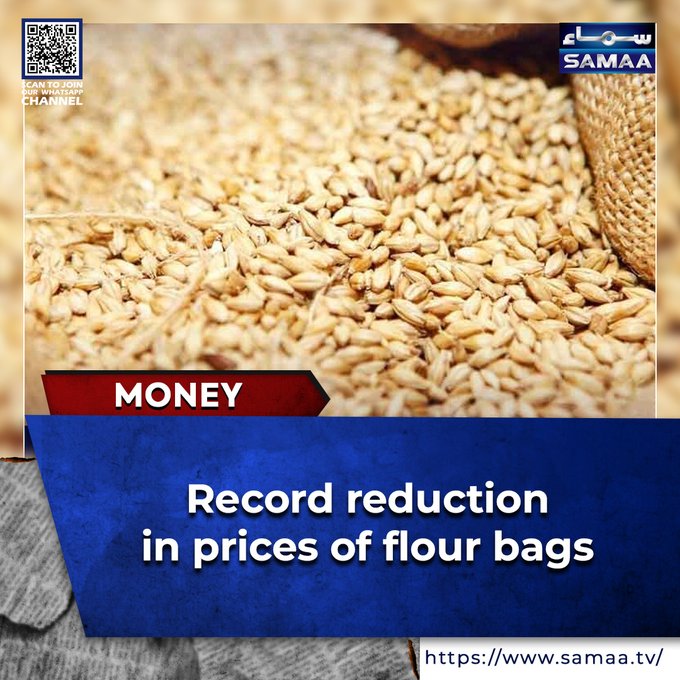 SCAN TO JOIN
OUR WHATSAPP
CHANNEL
سماء
SAMAA
MONEY
Record reduction
in prices of flour bags
https://www.samaa.tv/